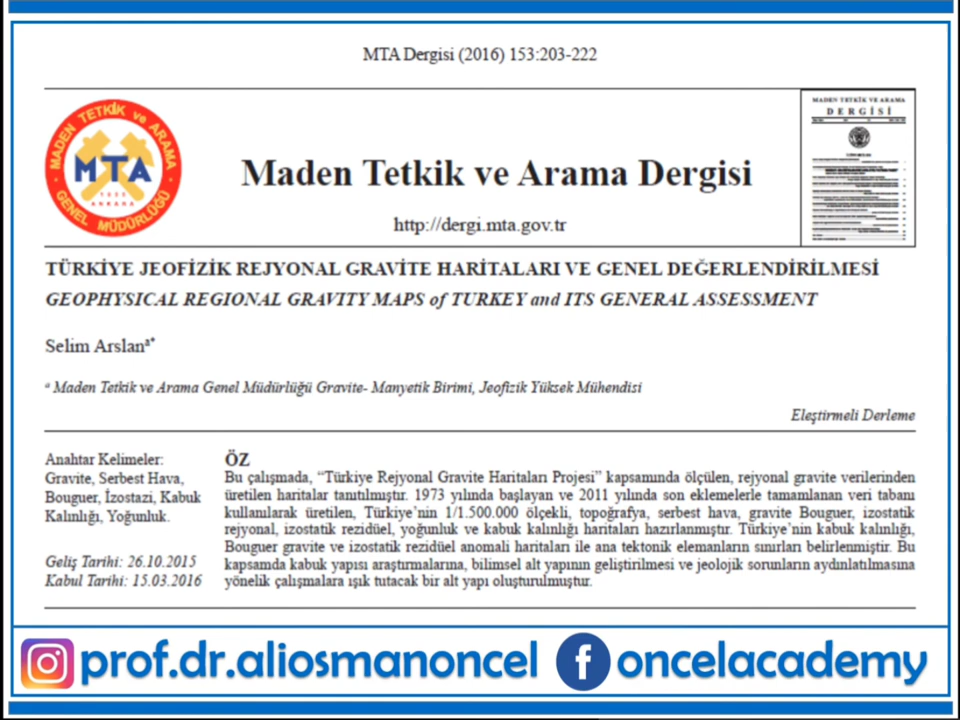 MTA Dergisi (2016) 153:203-222
MADEN TETKİK ve ARAMA
MTA
1935
ANKARA
GENEL MÜDÜRLÜĞÜ
Maden Tetkik ve Arama Dergisi
http://dergi.mta.gov.tr
MADEN TETKİK VE ARAMA
DERGİSİ
TÜRKİYE JEOFİZİK REJYONAL GRAVİTE HARİTALARI VE GENEL DEĞERLENDİRİLMESİ
GEOPHYSICAL REGIONAL GRAVITY MAPS of TURKEY and ITS GENERAL ASSESSMENT
Selim Arslanᵃ*
ᵃ Maden Tetkik ve Arama Genel Müdürlüğü Gravite- Manyetik Birimi, Jeofizik Yüksek Mühendisi
Eleştirmeli Derleme
Anahtar Kelimeler:
Gravite, Serbest Hava,
Bouguer, İzostazi, Kabuk
Kalınlığı, Yoğunluk.
Geliş Tarihi: 26.10.2015
Kabul Tarihi: 15.03.2016
ÖZ
Bu çalışmada, “Türkiye Rejyonal Gravite Haritaları Projesi” kapsamında ölçülen, rejyonal gravite verilerinden
üretilen haritalar tanıtılmıştır. 1973 yılında başlayan ve 2011 yılında son eklemelerle tamamlanan veri tabanı
kullanılarak üretilen, Türkiye’nin 1/1.500.000 ölçekli, topoğrafya, serbest hava, gravite Bouguer, izostatik
rejyonal, izostatik rezidüel, yoğunluk ve kabuk kalınlığı haritaları hazırlanmıştır. Türkiye’nin kabuk kalınlığı,
Bouguer gravite ve izostatik rezidüel anomali haritaları ile ana tektonik elemanların sınırları belirlenmiştir. Bu
kapsamda kabuk yapısı araştırmalarına, bilimsel alt yapının geliştirilmesi ve jeolojik sorunların aydınlatılmasına
yönelik çalışmalara ışık tutacak bir alt yapı oluşturulmuştur.
prof.dr.aliosmanoncel
oncelacademy